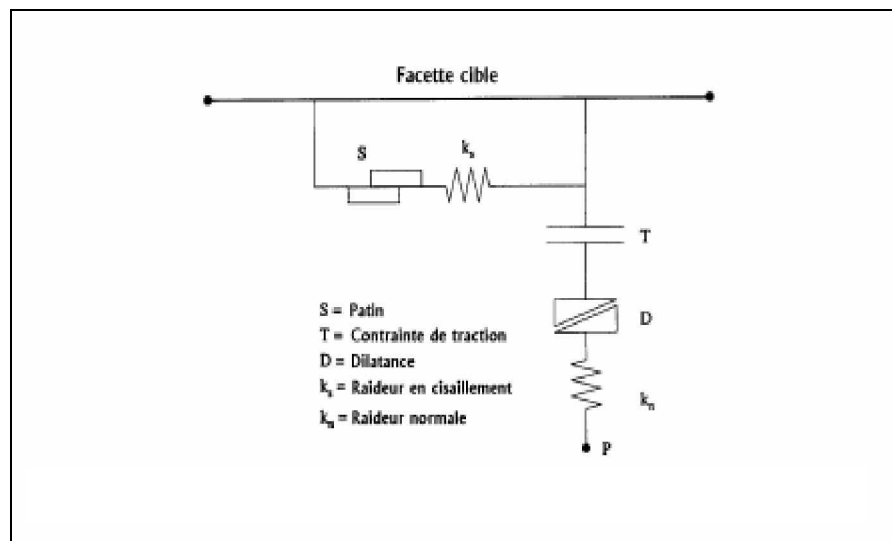 Facette cible
S
kₛ
T
D
kₙ
P
S = Patin
T = Contrainte de traction
D = Dilatance
kₛ = Raideur en cisaillement
kₙ = Raideur normale